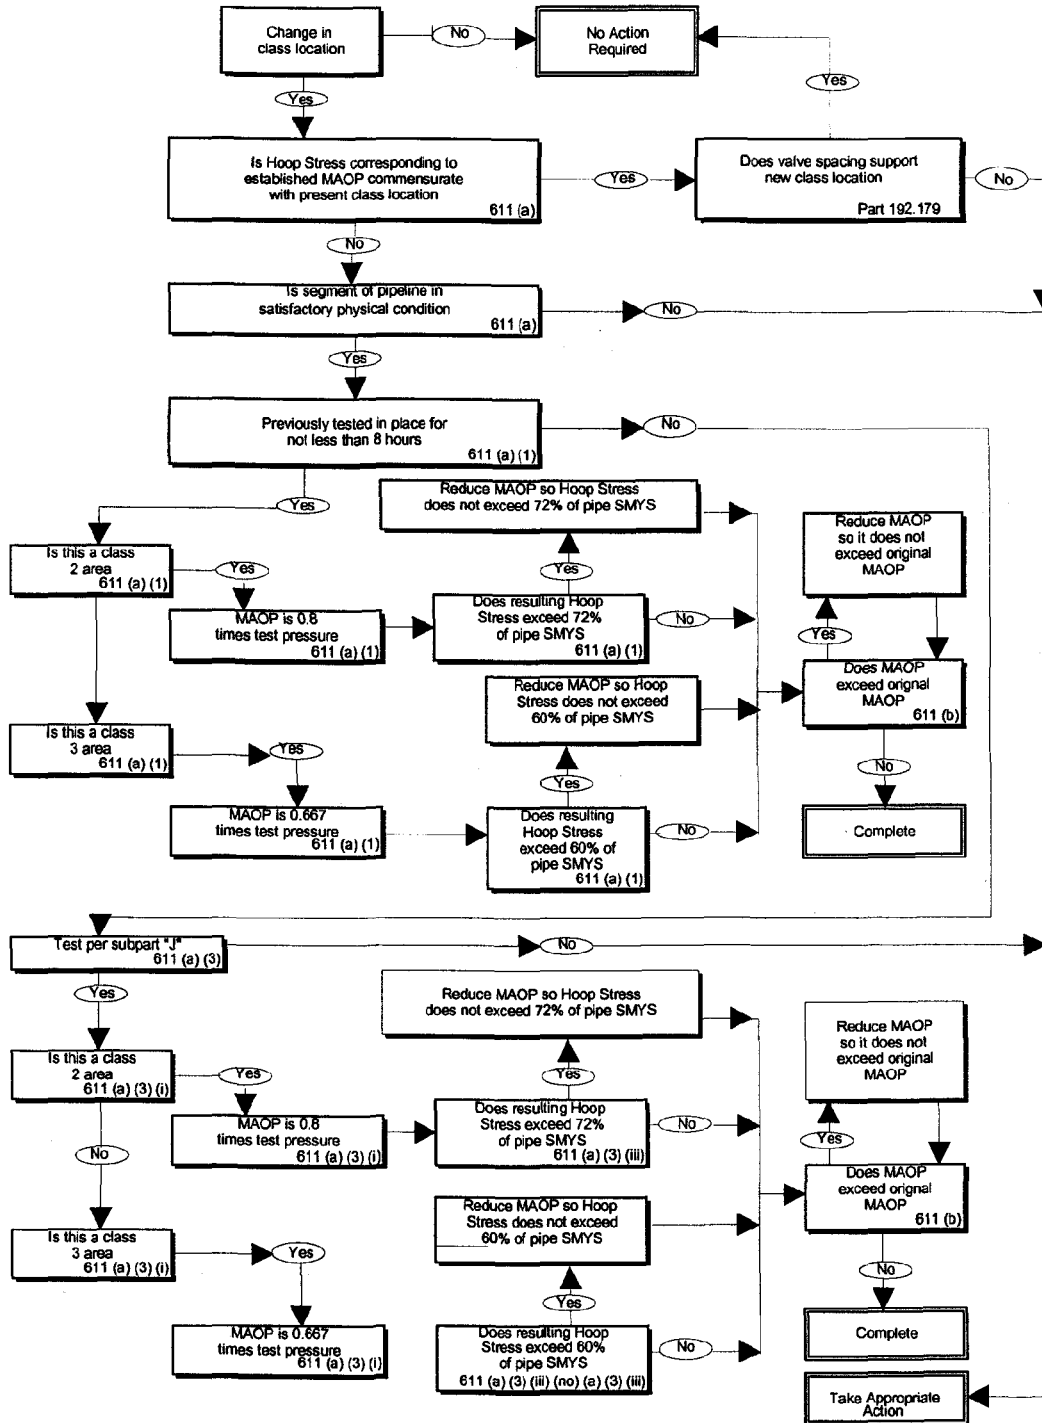 Change in
class location
No
No Action
Required
Yes
Yes
Is Hoop Stress corresponding to
established MAOP commensurate
with present class location
611 (a)
Yes
Does valve spacing support
new class location
Part 192.179
No
No
Is segment of pipeline in
satisfactory physical condition
611 (a)
No
Yes
Previously tested in place for
not less than 8 hours
611 (a) (1)
No
Yes
Reduce MAOP so Hoop Stress
does not exceed 72% of pipe SMYS
Reduce MAOP
so it does not
exceed original
MAOP
Is this a class
2 area
611 (a) (1)
Yes
Yes
MAOP is 0.8
times test pressure
611 (a) (1)
Does resulting Hoop
Stress exceed 72%
of pipe SMYS
611 (a) (1)
No
Yes
Does MAOP
exceed orignal
MAOP
611 (b)
Reduce MAOP so Hoop
Stress does not exceed
60% of pipe SMYS
Is this a class
3 area
611 (a) (1)
Yes
Yes
No
MAOP is 0.667
times test pressure
611 (a) (1)
Does resulting
Hoop Stress
exceed 60% of
pipe SMYS
611 (a) (1)
No
Complete
Test per subpart "J"
611 (a) (3)
No
Yes
Reduce MAOP so Hoop Stress
does not exceed 72% of pipe SMYS
Reduce MAOP
so it does not
exceed original
MAOP
Is this a class
2 area
611 (a) (3) (i)
Yes
Yes
MAOP is 0.8
times test pressure
611 (a) (3) (i)
Does resulting Hoop
Stress exceed 72%
of pipe SMYS
611 (a) (3) (iii)
No
Yes
No
Does MAOP
exceed orignal
MAOP
611 (b)
Reduce MAOP so Hoop
Stress does not exceed
60% of pipe SMYS
Is this a class
3 area
611 (a) (3) (i)
Yes
Yes
No
MAOP is 0.667
times test pressure
611 (a) (3) (i)
Does resulting Hoop
Stress exceed 60%
of pipe SMYS
611 (a) (3) (iii) (no) (a) (3) (iii)
No
Complete
Take Appropriate
Action